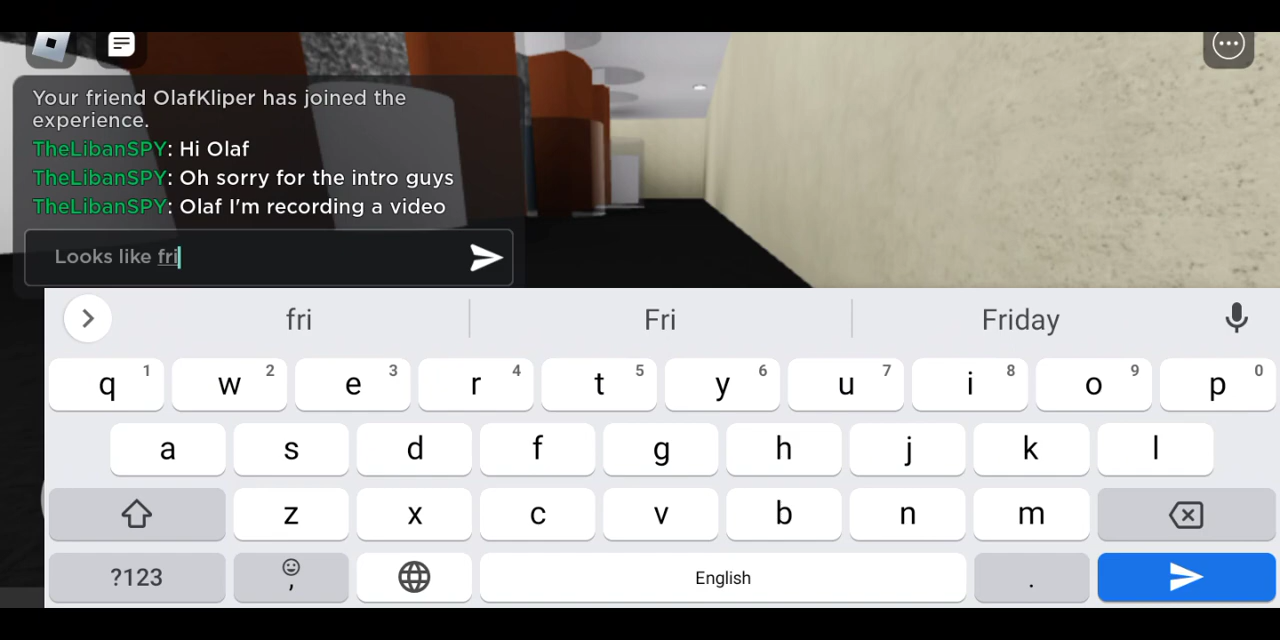 Your friend OlafKliper has joined the
experience.
TheLibanSPY: Hi Olaf
TheLibanSPY: Oh sorry for the intro guys
TheLibanSPY: Olaf I'm recording a video
Looks like fri
fri Fri Friday
q 1 w 2 e 3 r 4 t 5 y 6 u 7 i 8 o 9 p 0
a s d f g h j k l
z x c v b n m
?123 , English .